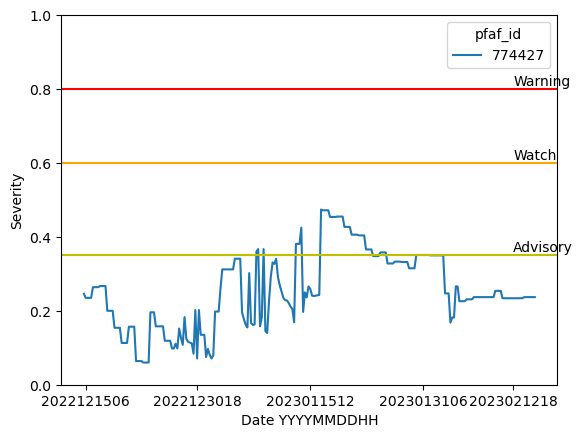 pfaf_id
774427
1.0
0.8
0.6
0.4
0.2
0.0
Severity
Warning
Watch
Advisory
2022121506
2022123018
2023011512
2023013106
2023021218
Date YYYYMMDDHH